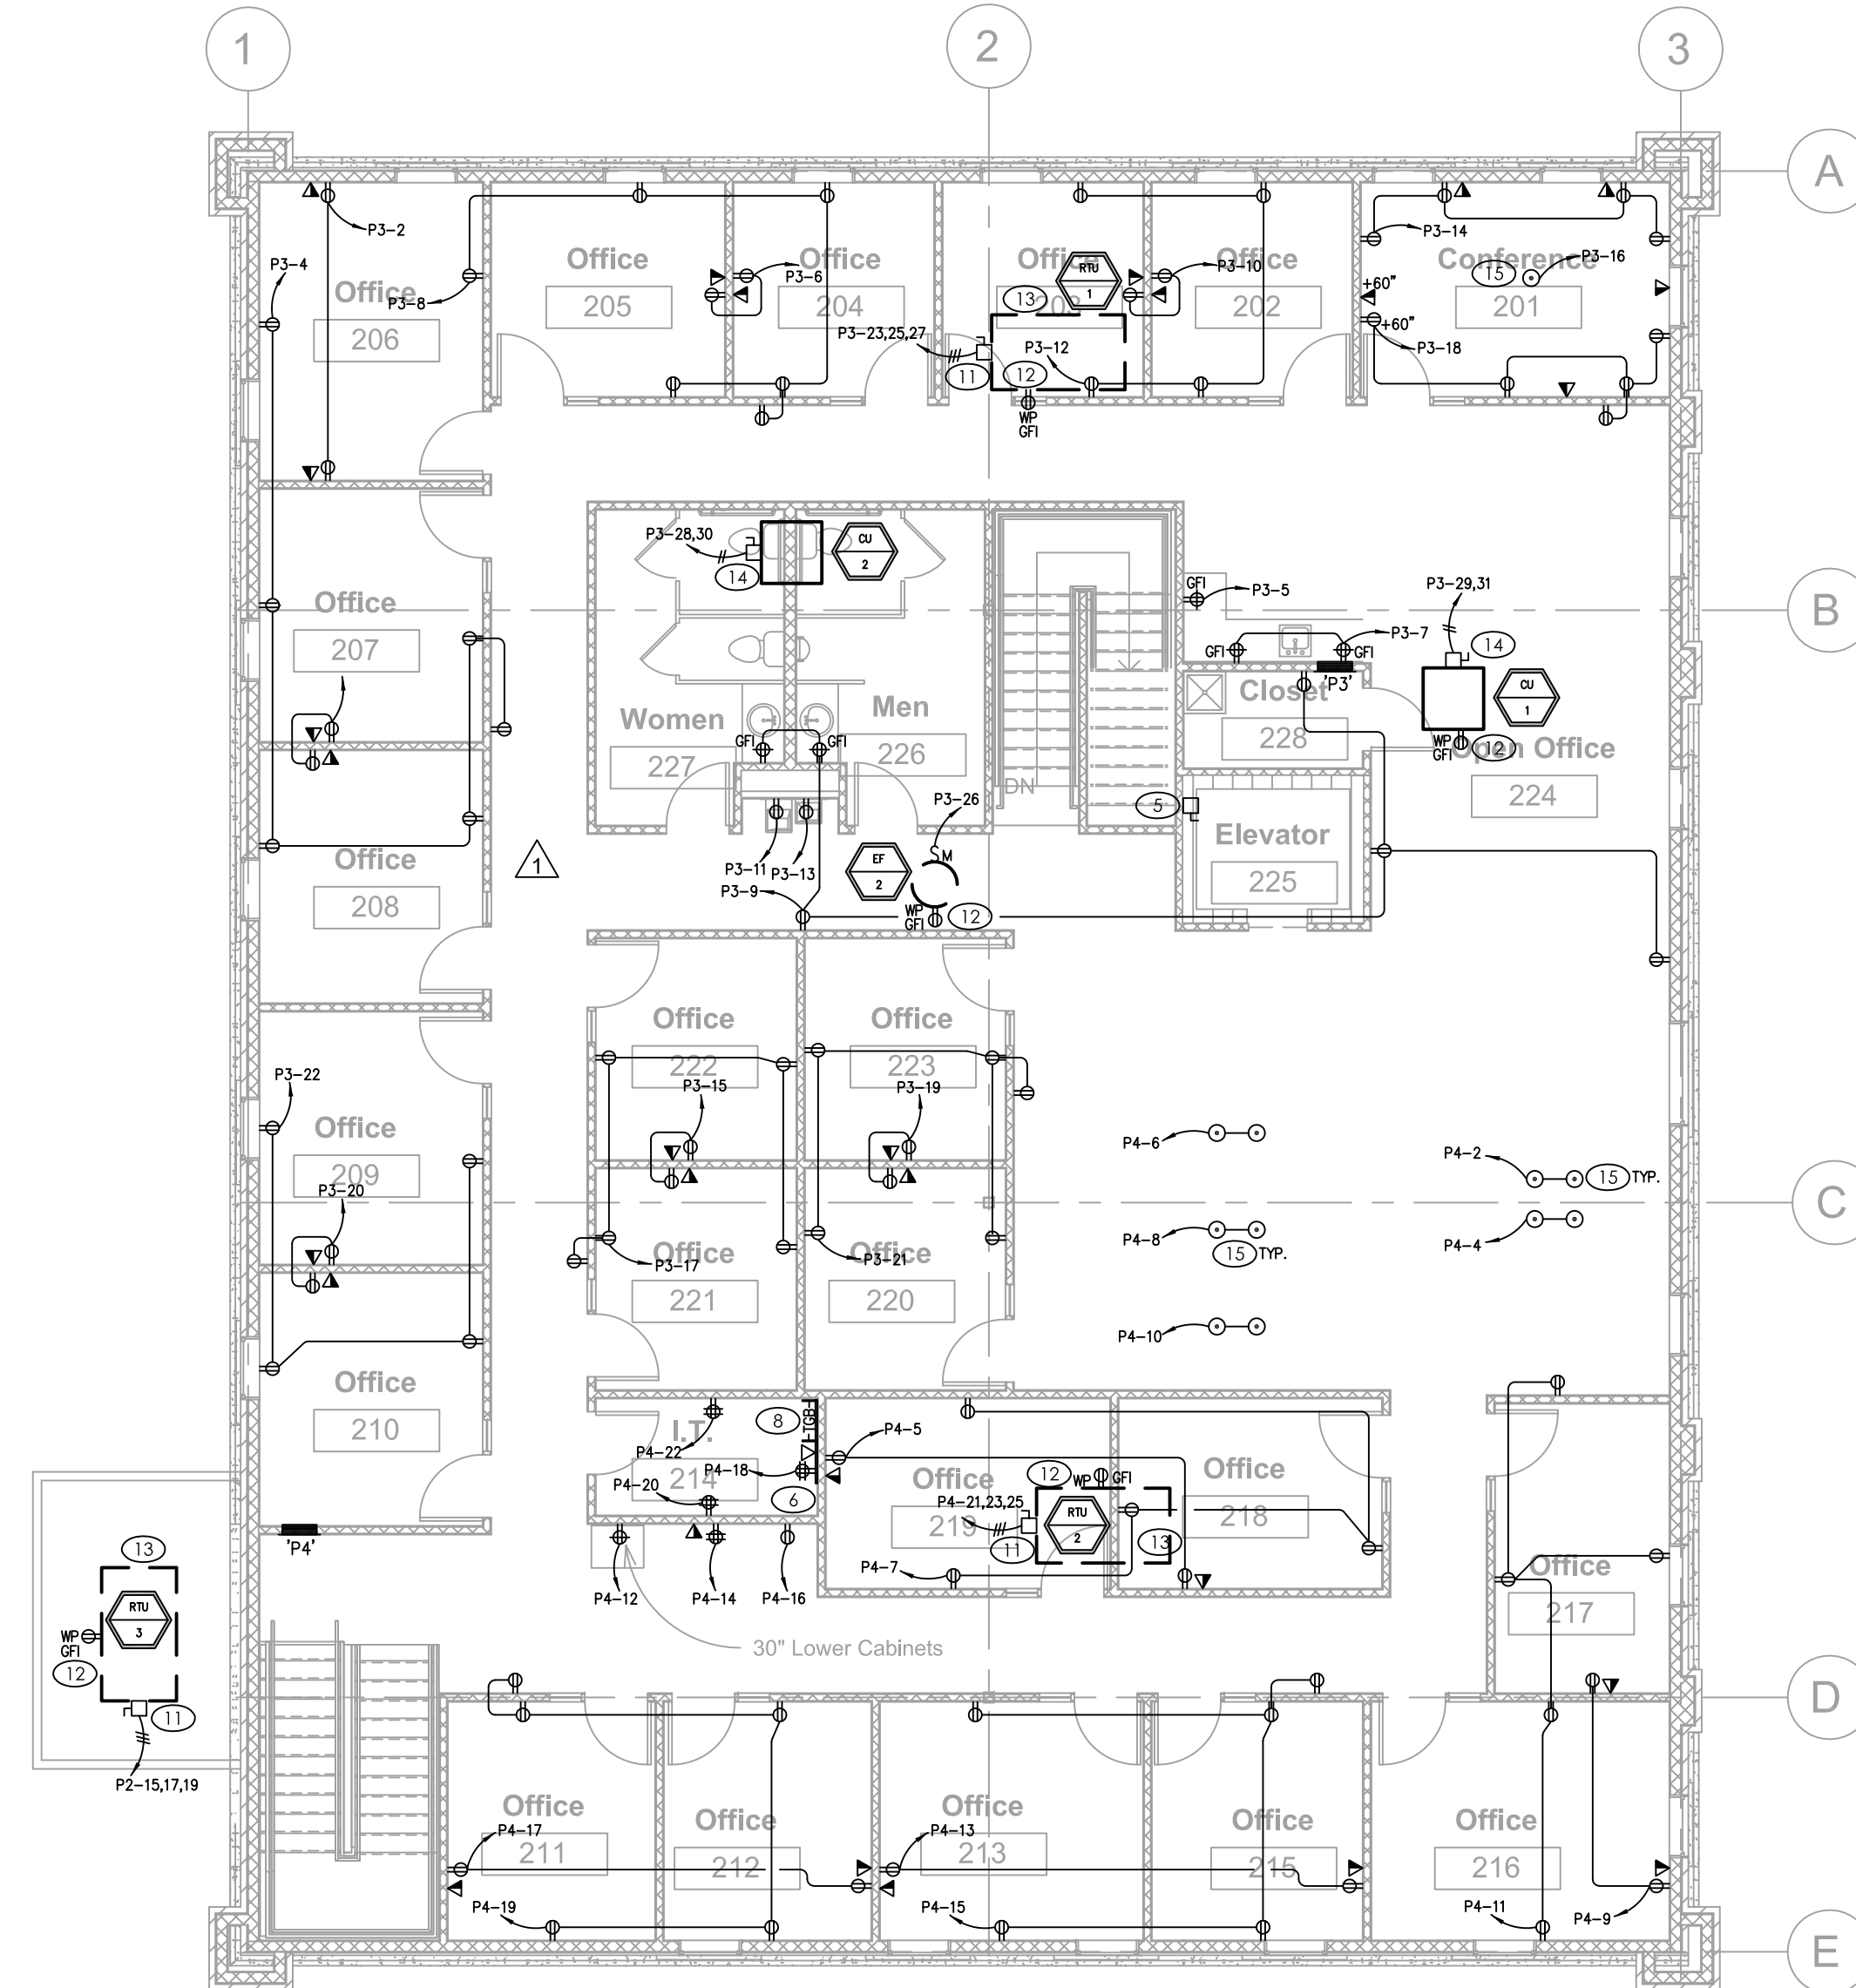 1
2
3
A
P3-2
P3-4
Office
205
P3-6
Office
204
Office
203
RTU
1
P3-10
Office
202
P3-14
Conference
201
15
P3-16
+60"
+60"
P3-18
Office
206
P3-8
13
P3-23,25,27
11
12
P3-12
WP
GFI
P3-28,30
14
CU
2
GFI
P3-5
P3-29,31
B
Office
207
GFI
P3-7
GFI
14
'P3'
Closet
228
CU
1
WP
GFI
12
Open Office
224
Women
227
Men
226
GFI
GFI
DN
5
Elevator
225
P3-26
S M
Office
208
1
P3-11
P3-13
P3-9
EF
2
WP
GFI
12
Office
222
Office
223
P3-22
P3-15
P3-19
Office
209
P3-20
P4-6
P4-2
15 TYP.
C
P4-8
15 TYP.
P4-4
Office
221
P3-17
Office
220
P3-21
P4-10
Office
210
I.T.
214
8
TGB
P4-22
P4-18
P4-20
6
P4-5
Office
219
12
WP
GFI
P4-21,23,25
RTU
2
11
13
Office
218
'P4'
13
RTU
3
WP
GFI
12
11
P2-15,17,19
P4-12
P4-14
P4-16
P4-7
Office
217
30" Lower Cabinets
D
Office
211
P4-17
Office
212
Office
213
P4-13
Office
215
Office
216
P4-19
P4-15
P4-11
P4-9
E